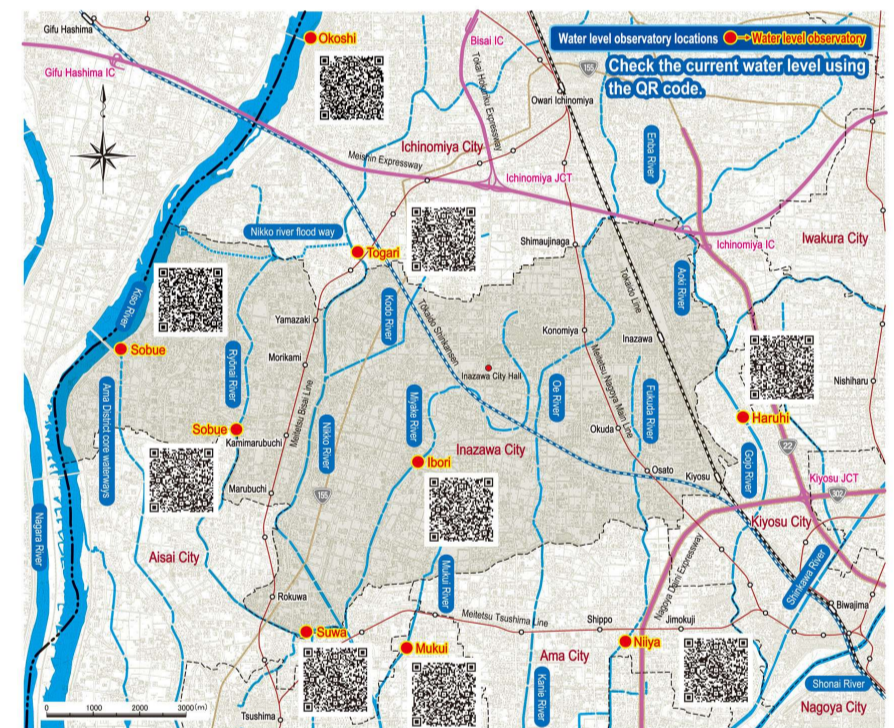 Gifu Hashima
Okoshi
Bisai IC
Water level observatory locations
Water level observatory
Check the current water level using
the QR code.
Gifu Hashima IC
155
Tokai Hokuriku Expressway
Owari Ichinomiya
Ichinomiya City
Enba River
Meishin Expressway
Ichinomiya JCT
Nikko river flood way
Togari
Shimaujinaga
Ichinomiya IC
Iwakura City
Kiso River
Aoki River
Tokaido Line
Yamazaki
Kodo River
Tokaido Shinkansen
Konomiya
Inazawa
Sobue
Ryōnai River
Morikami
Inazawa City Hall
Meitetsu Nagoya Main Line
Nishiharu
Ama District core waterways
Meitetsu Bisai Line
Miyake River
Oe River
Fukuda River
Haruhi
Sobue
Kamimarubuchi
Nikko River
Okuda
Inazawa City
22
Ibori
Gojo River
Osato
Kiyosu
Kiyosu JCT
Marubuchi
155
302
Nagara River
Kiyosu City
Aisai City
Mukui River
Nagoya Daini Expressway
Shinkawa River
Rokuwa
Meitetsu Tsushima Line
Biwajima
Suwa
Shippo
Jimokuji
Mukui
Niiya
Ama City
Kanie River
Shonai River
Nagoya City
0 1000 2000 3000(m)
Tsushima